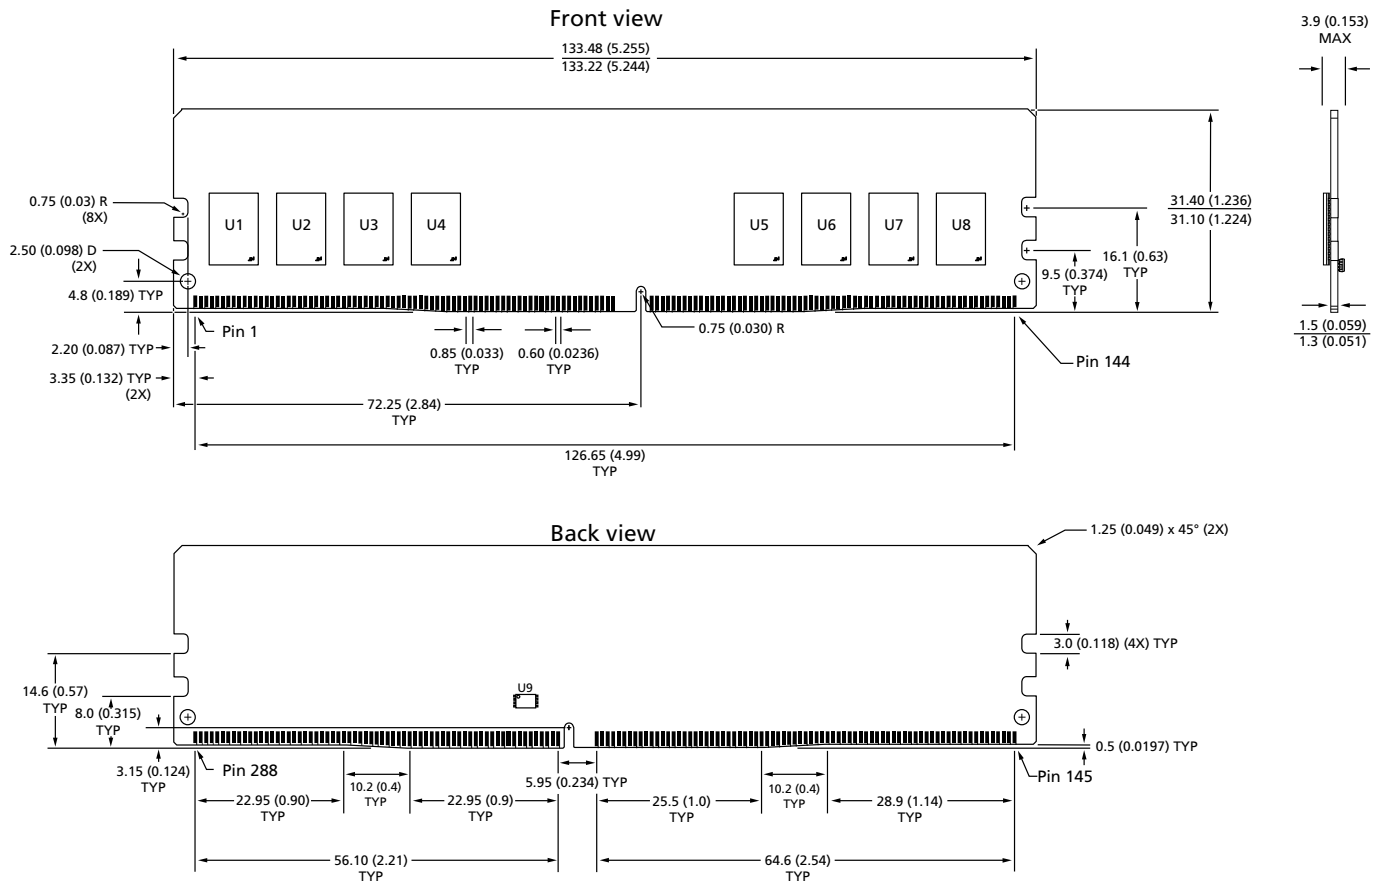 Front view
133.48 (5.255)
133.22 (5.244)
3.9 (0.153)
MAX
0.75 (0.03) R
(8X)
U1
U2
U3
U4
U5
U6
U7
U8
31.40 (1.236)
31.10 (1.224)
2.50 (0.098) D
(2X)
16.1 (0.63)
TYP
9.5 (0.374)
TYP
4.8 (0.189) TYP
Pin 1
0.75 (0.030) R
1.5 (0.059)
1.3 (0.051)
2.20 (0.087) TYP
0.85 (0.033)
TYP
0.60 (0.0236)
TYP
Pin 144
3.35 (0.132) TYP
(2X)
72.25 (2.84)
TYP
126.65 (4.99)
TYP
Back view
1.25 (0.049) x 45° (2X)
3.0 (0.118) (4X) TYP
14.6 (0.57)
TYP
U9
8.0 (0.315)
TYP
0.5 (0.0197) TYP
3.15 (0.124)
TYP
Pin 288
5.95 (0.234) TYP
Pin 145
22.95 (0.90)
TYP
10.2 (0.4)
TYP
22.95 (0.9)
TYP
25.5 (1.0)
TYP
10.2 (0.4)
TYP
28.9 (1.14)
TYP
56.10 (2.21)
TYP
64.6 (2.54)
TYP